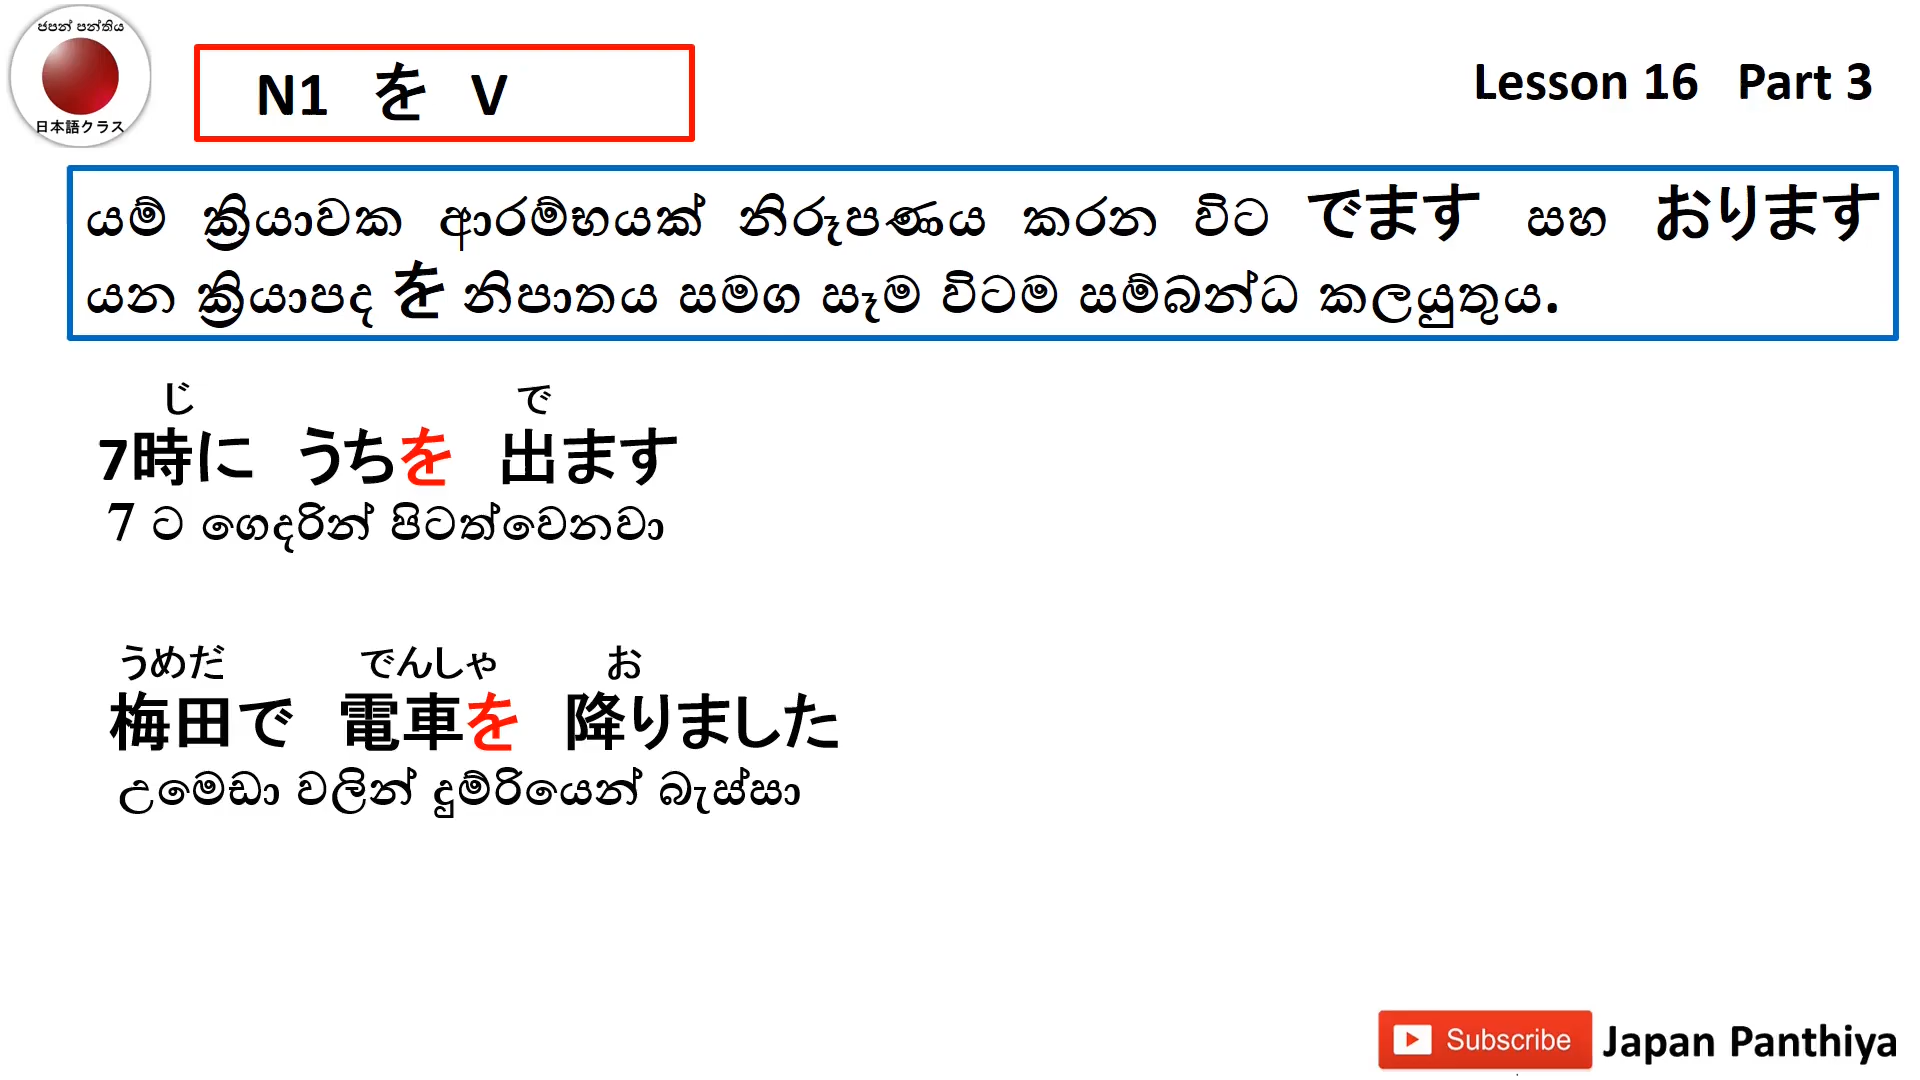 ජපන් පන්තිය
日本語クラス
N1 を V
Lesson 16 Part 3
යම් ක්‍රියාවක ආරම්භයක් නිරූපණය කරන විට でます සහ おります
යන ක්‍රියාපද を නිපාතය සමග සෑම විටම සම්බන්ධ කලයුතුය.
じ で
7時に うちを 出ます
7 ට ගෙදරින් පිටත්වෙනවා
うめだ でんしゃ お
梅田で 電車を 降りました
උමෙඩා වලින් දුම්රියෙන් බැස්සා
Subscribe Japan Panthiya